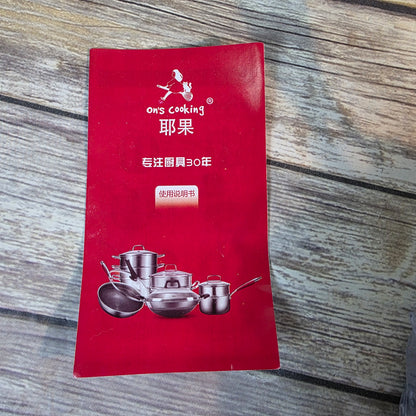 on's cooking®
耶果
专注厨具30年
使用说明书